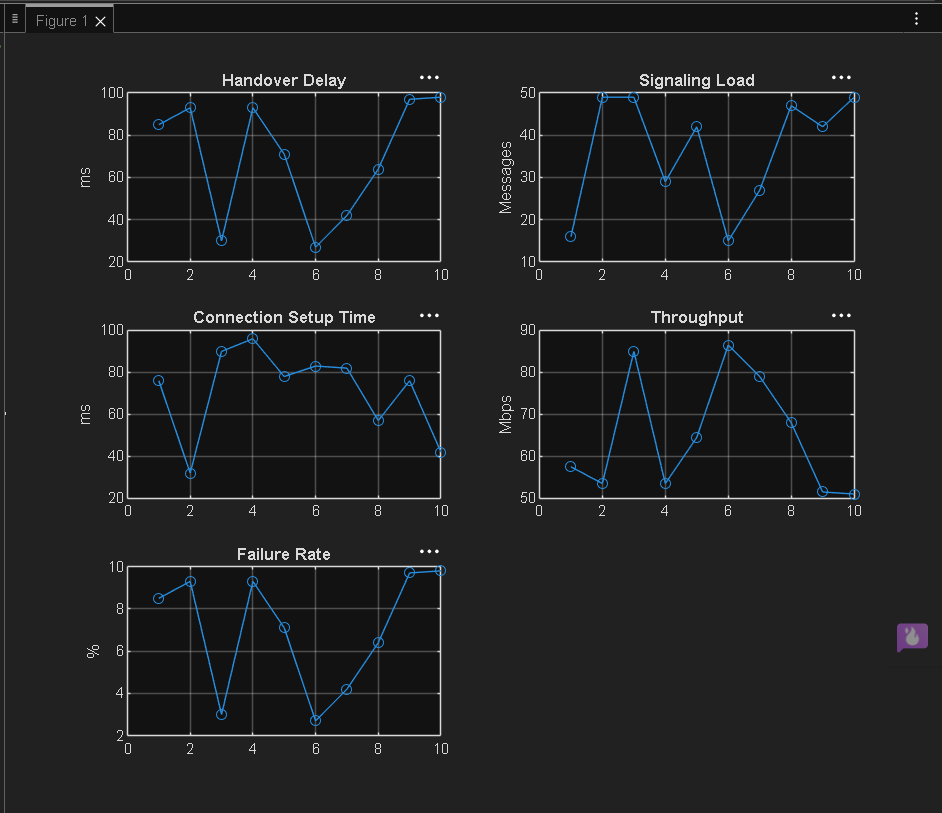 Figure 1
Handover Delay
ms
100
80
60
40
20
0 2 4 6 8 10
Signaling Load
Messages
50
40
30
20
10
0 2 4 6 8 10
Connection Setup Time
ms
100
80
60
40
20
0 2 4 6 8 10
Throughput
Mbps
90
80
70
60
50
0 2 4 6 8 10
Failure Rate
%
10
8
6
4
2
0 2 4 6 8 10